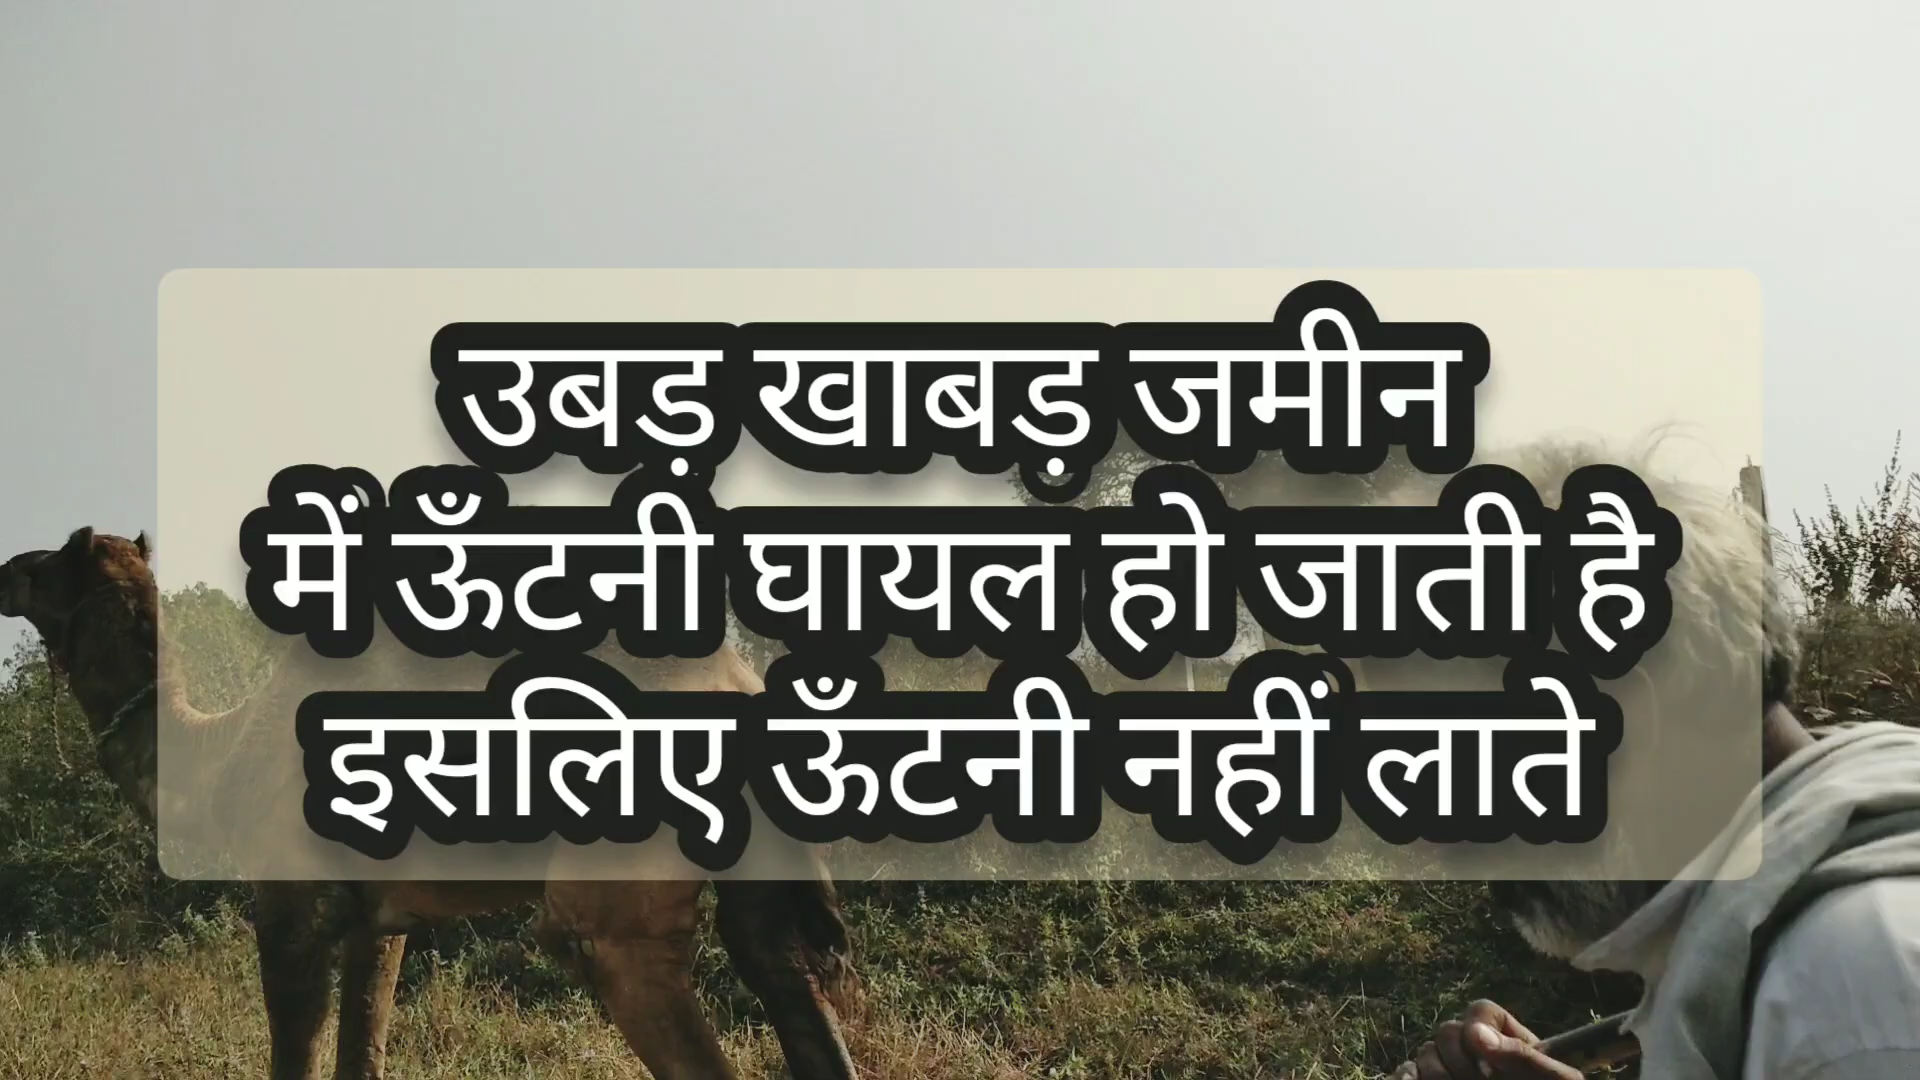 उबड़ खाबड़ जमीन
में ऊँटनी घायल हो जाती है
इसलिए ऊँटनी नहीं लाते